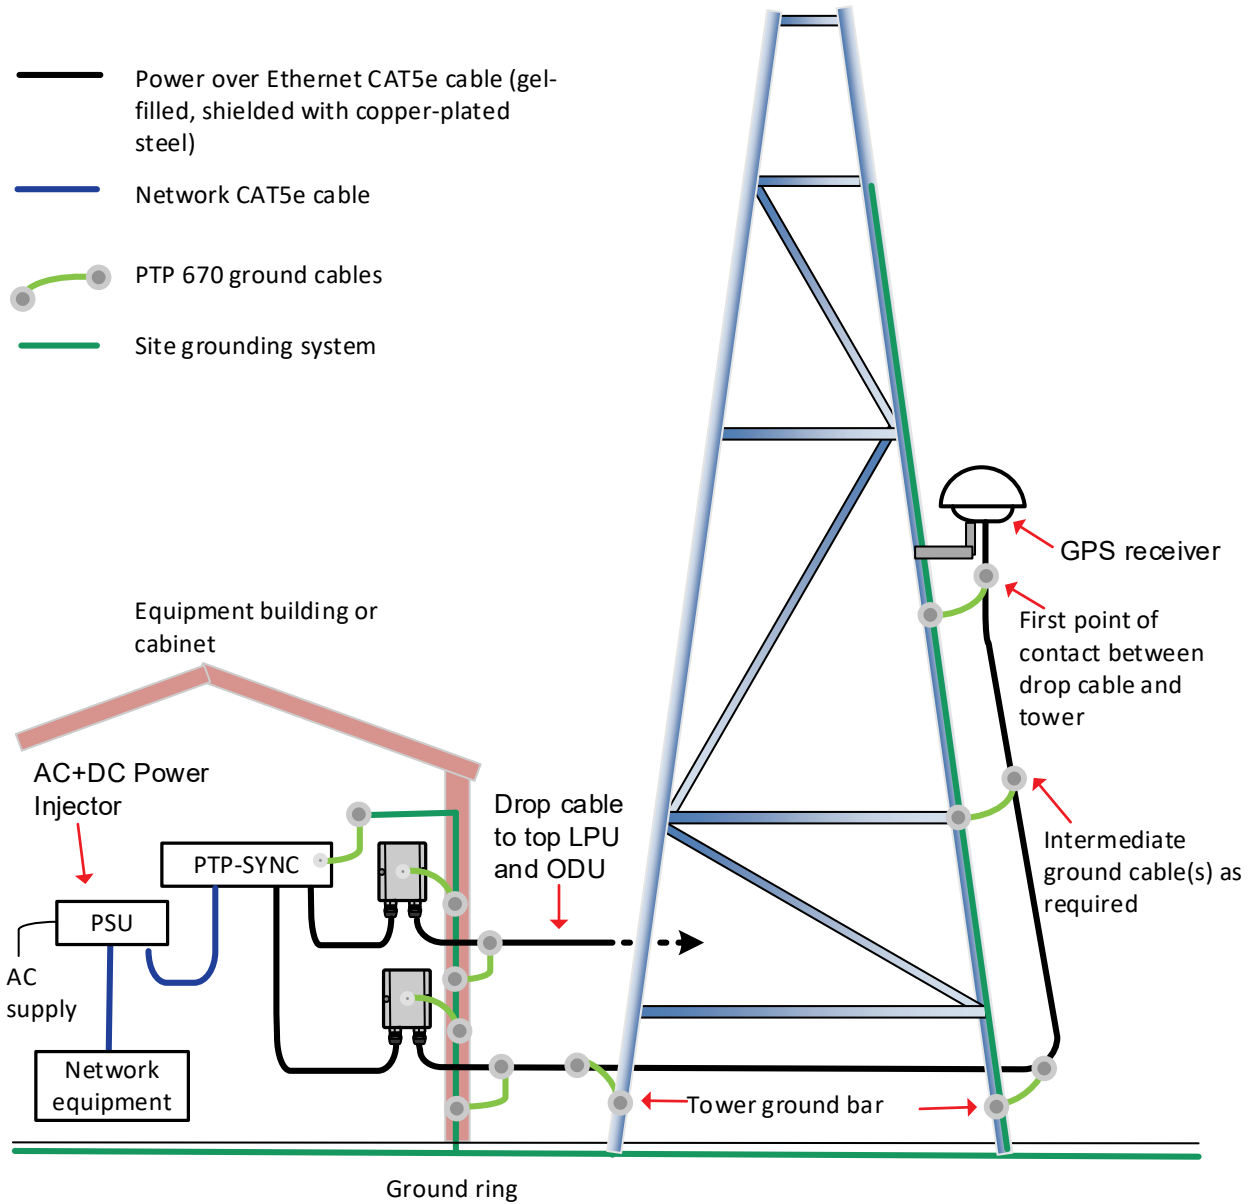 Power over Ethernet CAT5e cable (gel-
filled, shielded with copper-plated
steel)
Network CAT5e cable
PTP 670 ground cables
Site grounding system
GPS receiver
First point of
contact between
drop cable and
tower
Equipment building or
cabinet
AC+DC Power
Injector
Drop cable
to top LPU
and ODU
Intermediate
ground cable(s) as
required
PTP-SYNC
PSU
AC
supply
Network
equipment
Tower ground bar
Ground ring